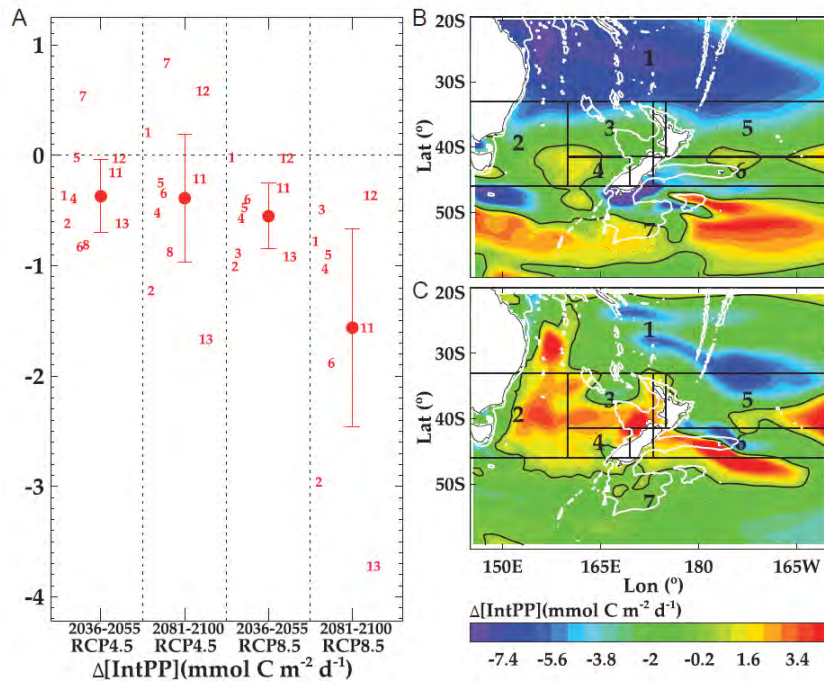 A
1
0
-1
-2
-3
-4
7
5
12
11
1
4
2
13
6
8
7
12
1
5
11
6
4
8
2
13
1
12
11
6
5
4
3
13
2
12
3
1
5
4
11
6
2
13
2036-2055
RCP4.5
2081-2100
RCP4.5
2036-2055
RCP8.5
2081-2100
RCP8.5
Δ[IntPP](mmol C m-2 d-1)
B
20S
30S
40S
50S
Lat (º)
1
2
3
4
5
6
7
C
20S
30S
40S
50S
Lat (º)
1
2
3
4
5
6
7
150E 165E 180 165W
Lon (º)
Δ[IntPP](mmol C m-2 d-1)
-7.4 -5.6 -3.8 -2 -0.2 1.6 3.4